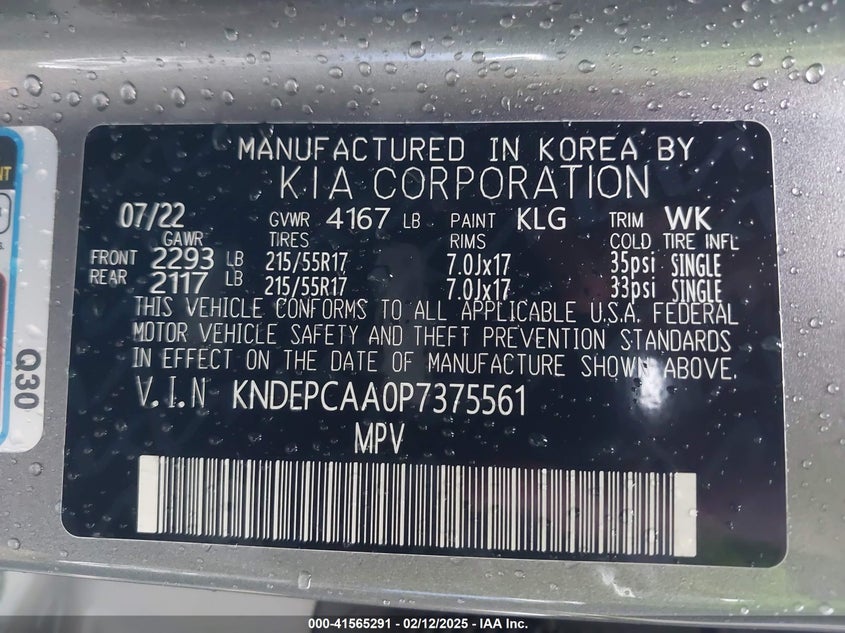 MANUFACTURED IN KOREA BY
KIA CORPORATION
07/22 GVWR 4167 LB PAINT KLG TRIM WK
GAWR TIRES RIMS COLD TIRE INFL
FRONT 2293 LB 215/55R17 7.0Jx17 35psi SINGLE
REAR 2117 LB 215/55R17 7.0Jx17 33psi SINGLE
THIS VEHICLE CONFORMS TO ALL APPLICABLE U.S.A. FEDERAL
MOTOR VEHICLE SAFETY AND THEFT PREVENTION STANDARDS
IN EFFECT ON THE DATE OF MANUFACTURE SHOWN ABOVE.
V.I.N KNDEPCAA0P7375561
MPV
Q30
000-41565291 - 02/12/2025 - IAA Inc.